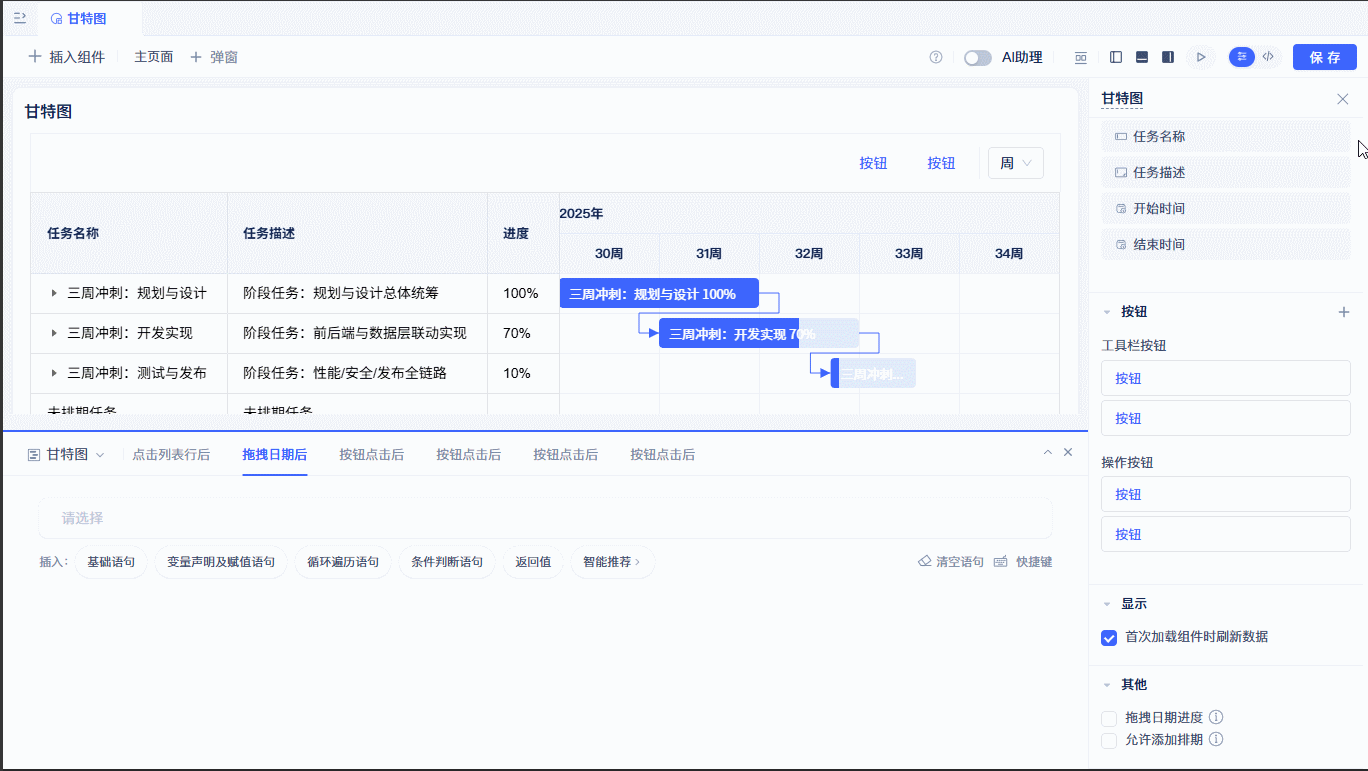 甘特图
插入组件 主页面 弹窗 AI助理 保存
甘特图
按钮 按钮 周
任务名称 任务描述 进度 2025年
30周 31周 32周 33周 34周
三周冲刺：规划与设计 阶段任务：规划与设计总体统筹 100% 三周冲刺：规划与设计 100%
三周冲刺：开发实现 阶段任务：前后端与数据层联动实现 70% 三周冲刺：开发实现 70%
三周冲刺：测试与发布 阶段任务：性能/安全/发布全链路 10% 三周冲刺...
未排期任务 未排期任务
甘特图 点击列表行后 拖拽日期后 按钮点击后 按钮点击后 按钮点击后 按钮点击后
请选择
插入： 基础语句 变量声明及赋值语句 循环遍历语句 条件判断语句 返回值 智能推荐 清空语句 快捷键
甘特图
任务名称
任务描述
开始时间
结束时间
按钮
工具栏按钮
按钮
按钮
操作按钮
按钮
按钮
显示
首次加载组件时刷新数据
其他
拖拽日期进度
允许添加排期